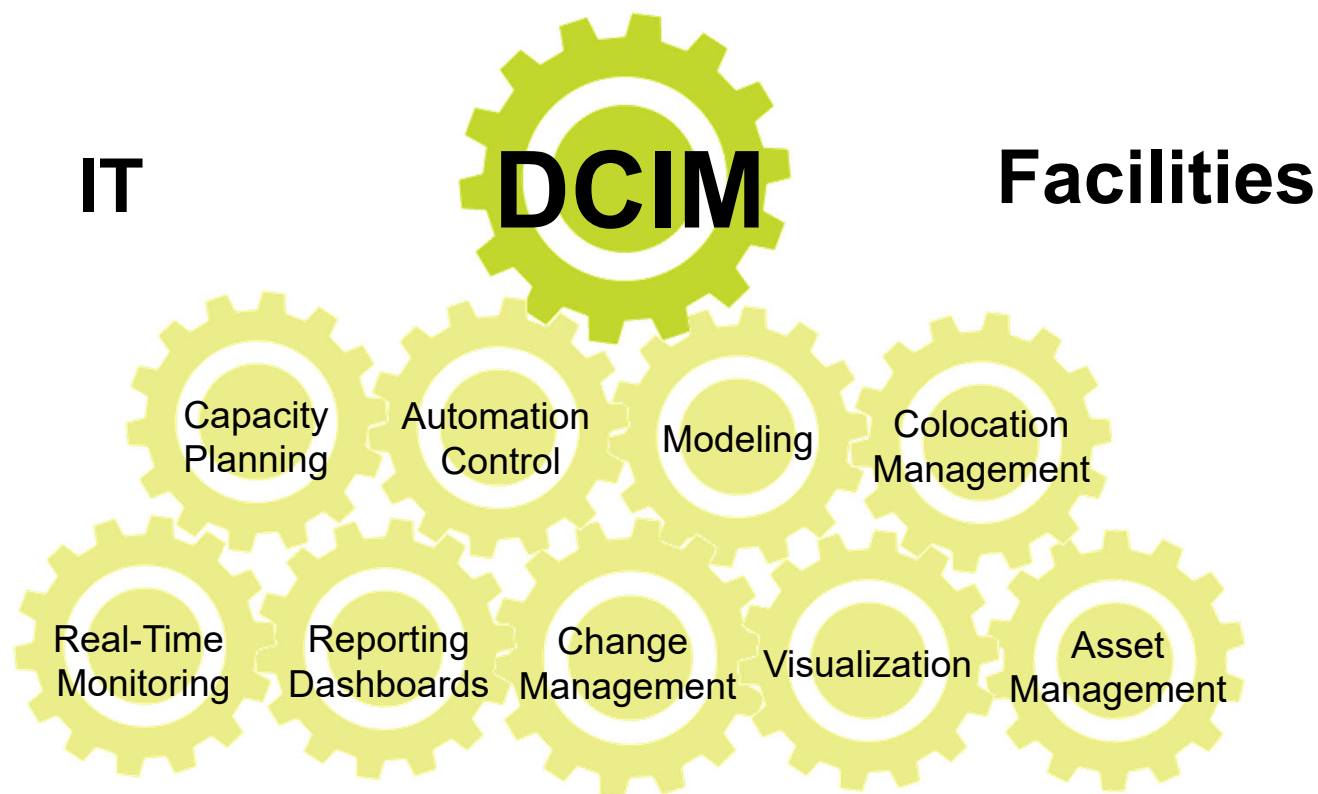 IT
DCIM
Facilities
Capacity
Planning
Automation
Control
Modeling
Colocation
Management
Real-Time
Monitoring
Reporting
Dashboards
Change
Management
Visualization
Asset
Management